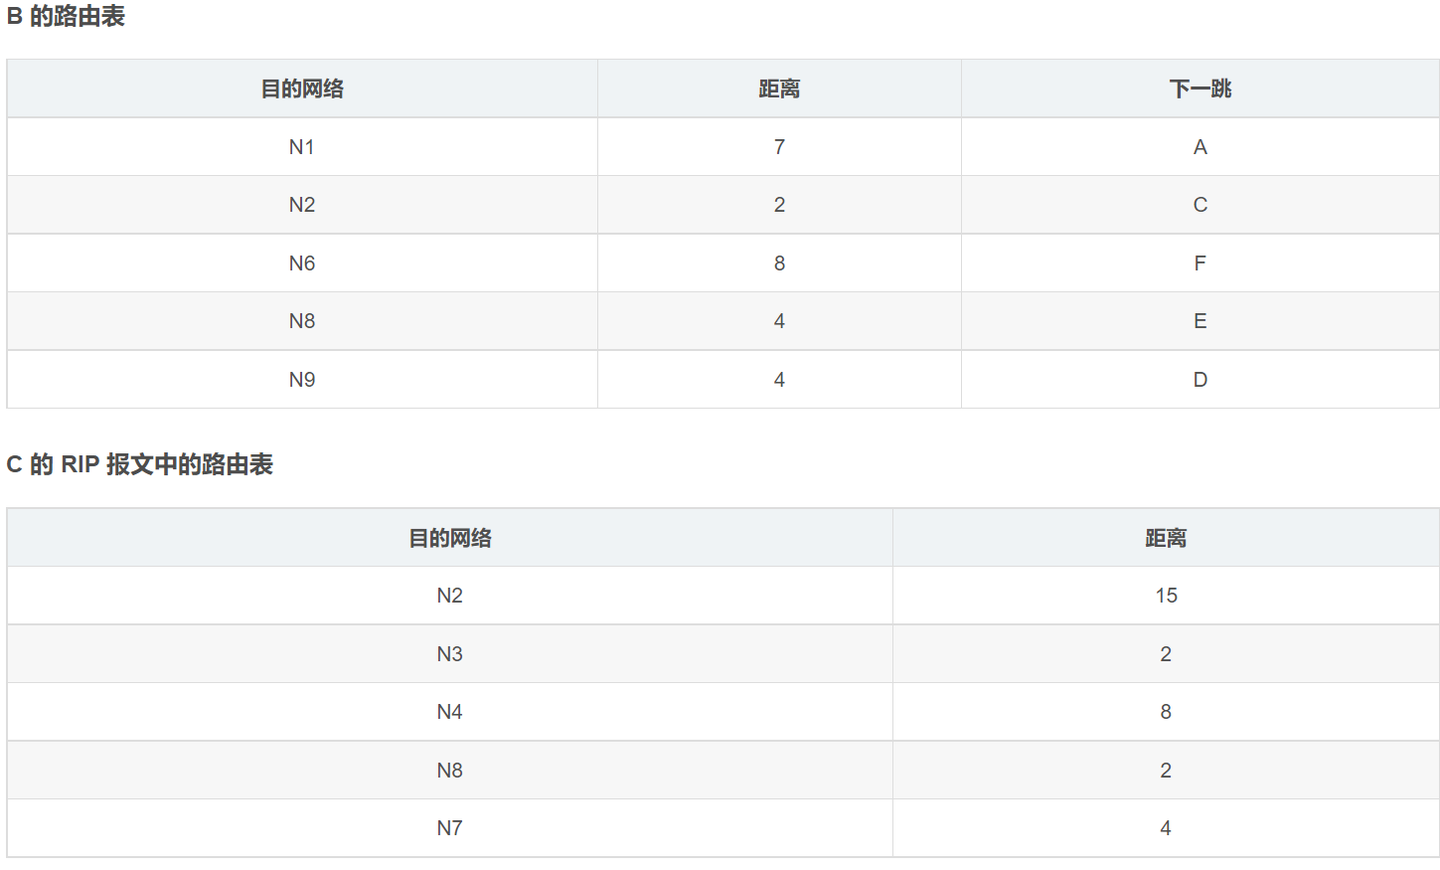 B 的路由表
目的网络 距离 下一跳
N1 7 A
N2 2 C
N6 8 F
N8 4 E
N9 4 D
C 的 RIP 报文中的路由表
目的网络 距离
N2 15
N3 2
N4 8
N8 2
N7 4